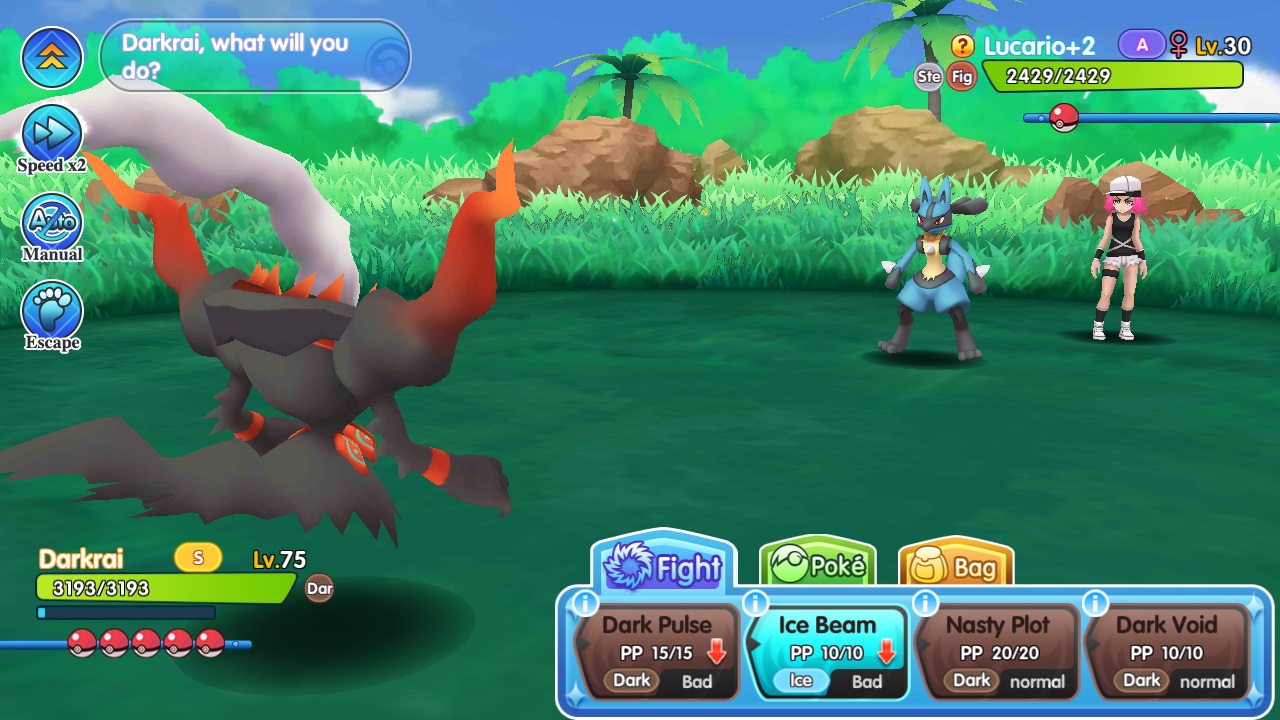 Darkrai, what will you
do?
? Lucario+2 A ♀ Lv.30
Ste Fig 2429/2429
Speed x2
Auto
Manual
Escape
Darkrai S Lv.75
3193/3193 Dar
Fight Poké Bag
i i i i
Dark Pulse Ice Beam Nasty Plot Dark Void
PP 15/15 PP 10/10 PP 20/20 PP 10/10
Dark Bad Ice Bad Dark normal Dark normal